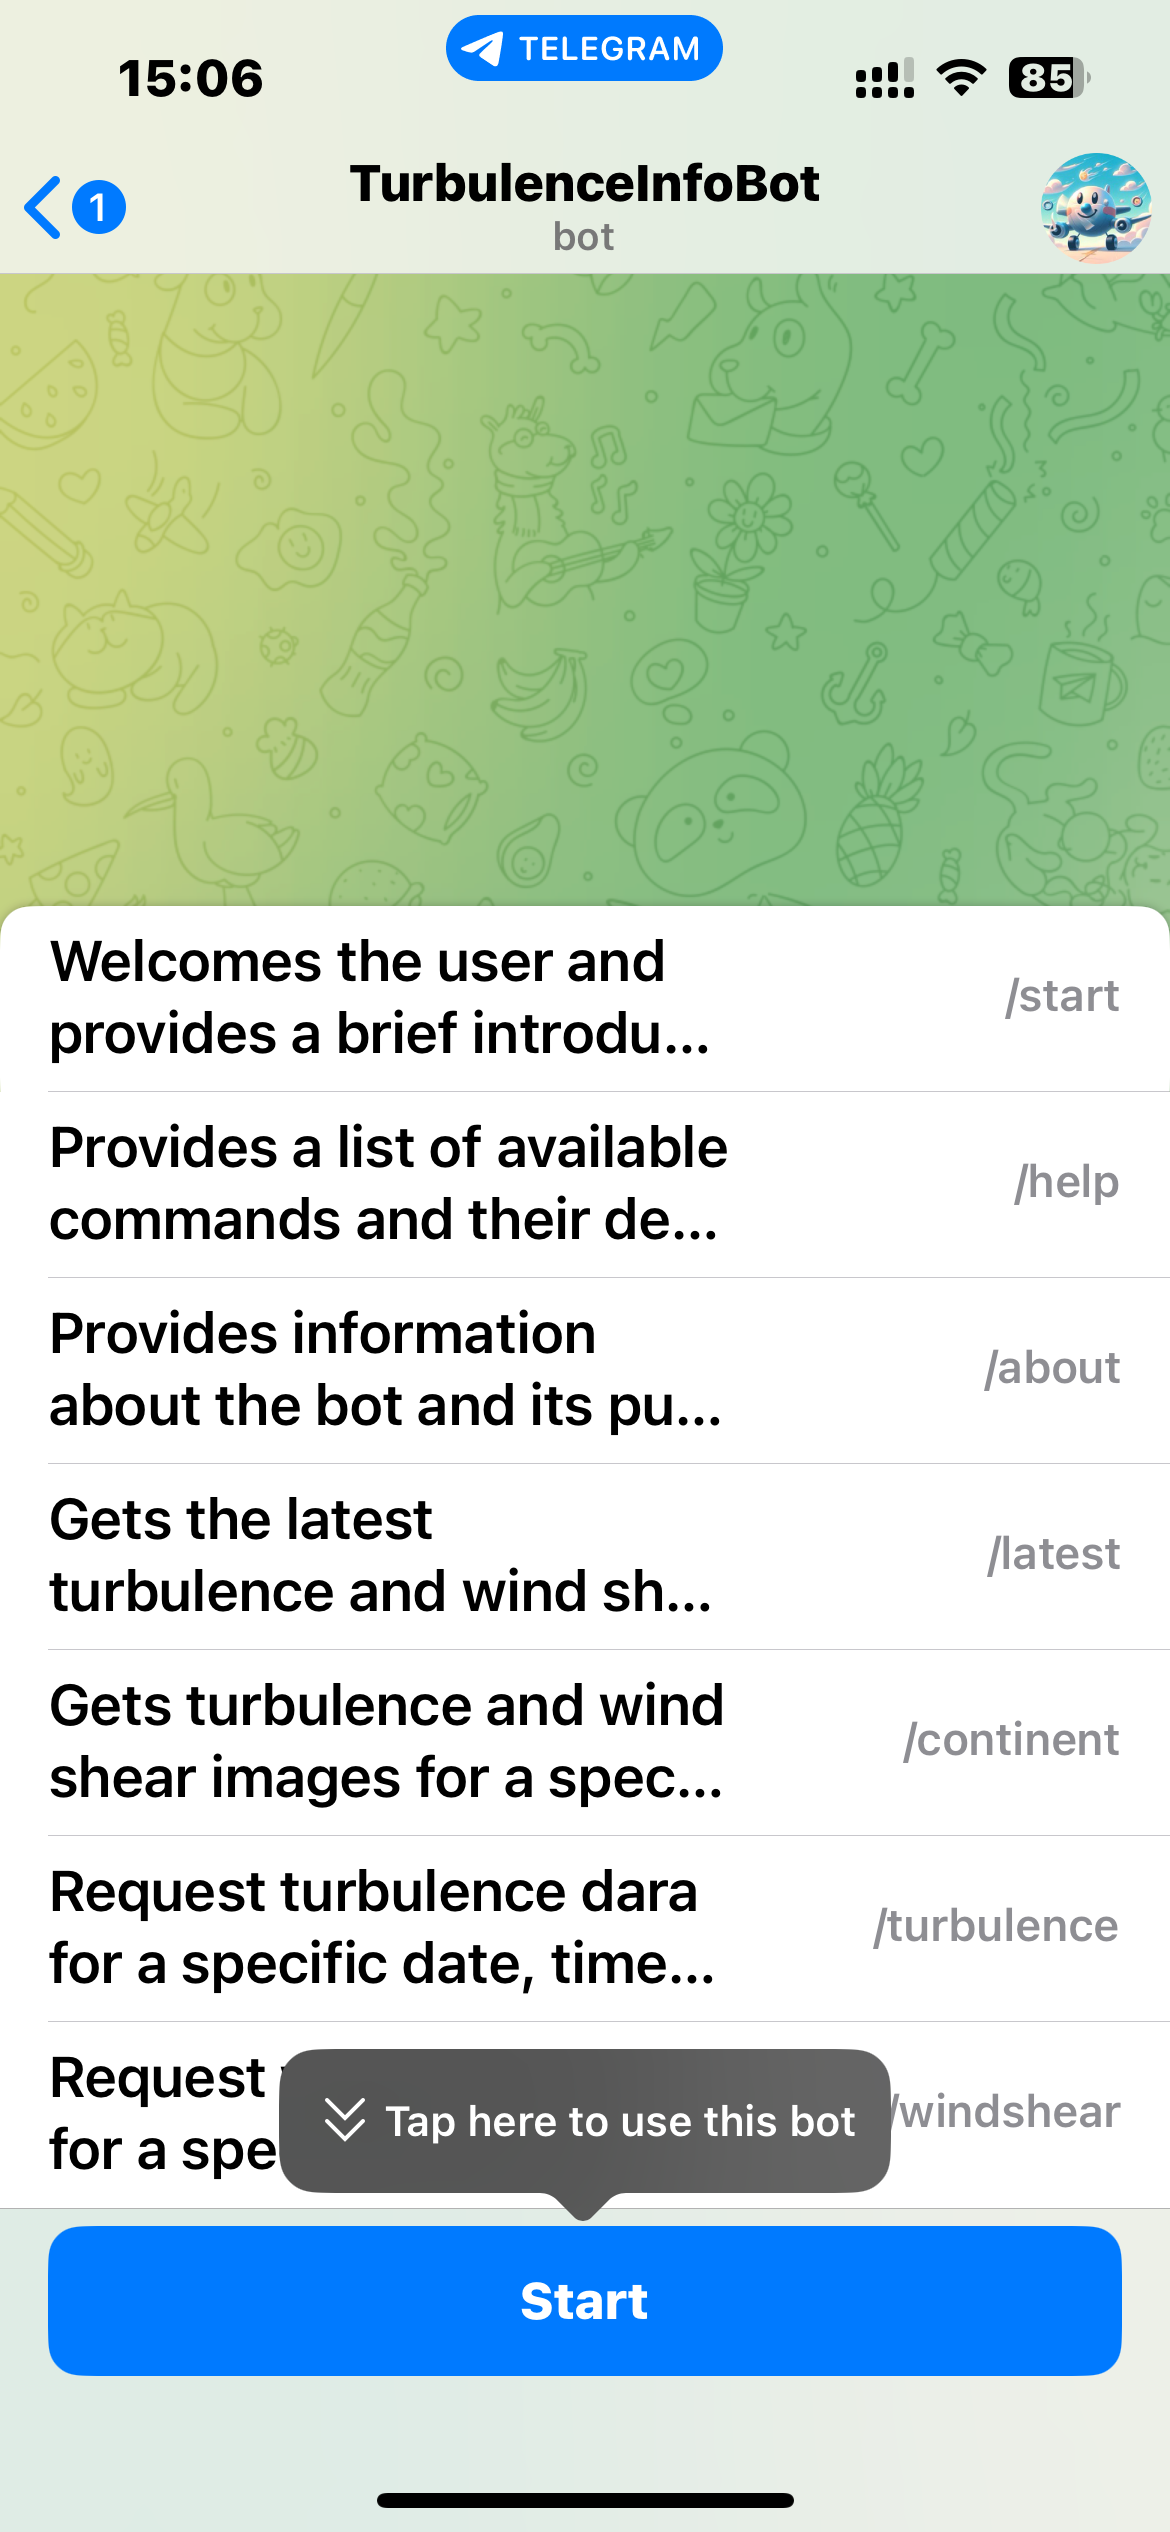 15:06
TELEGRAM
85
1
TurbulenceInfoBot
bot
Welcomes the user and
provides a brief introdu...
/start
Provides a list of available
commands and their de...
/help
Provides information
about the bot and its pu...
/about
Gets the latest
turbulence and wind sh...
/latest
Gets turbulence and wind
shear images for a spec...
/continent
Request turbulence dara
for a specific date, time...
/turbulence
Request
for a spe
/windshear
Tap here to use this bot
Start